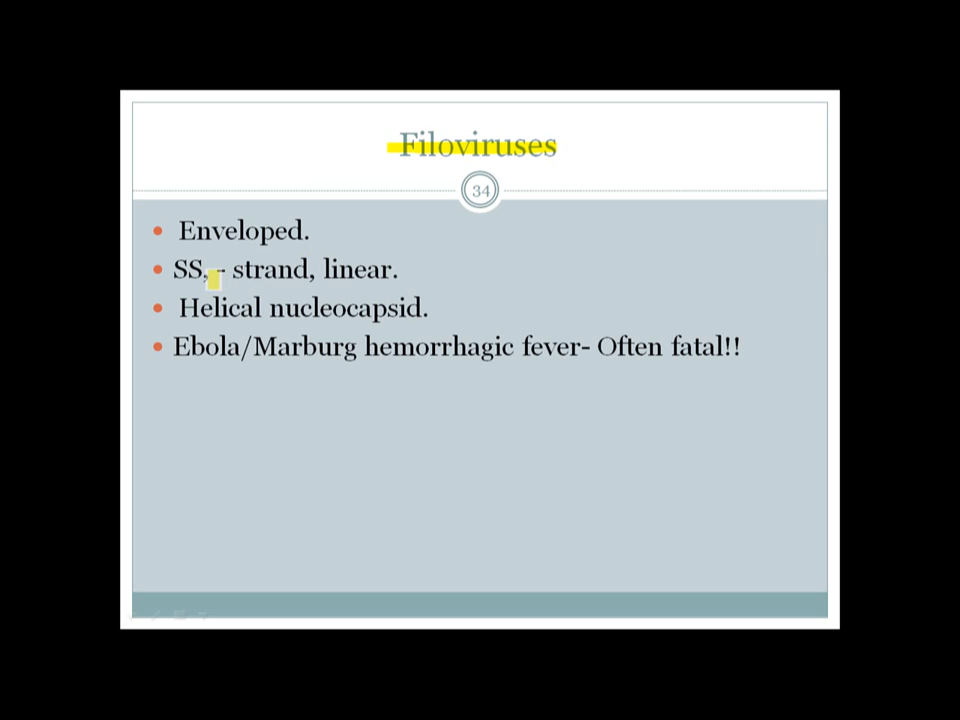 Filoviruses
34
• Enveloped.
• SS, - strand, linear.
• Helical nucleocapsid.
• Ebola/Marburg hemorrhagic fever- Often fatal!!